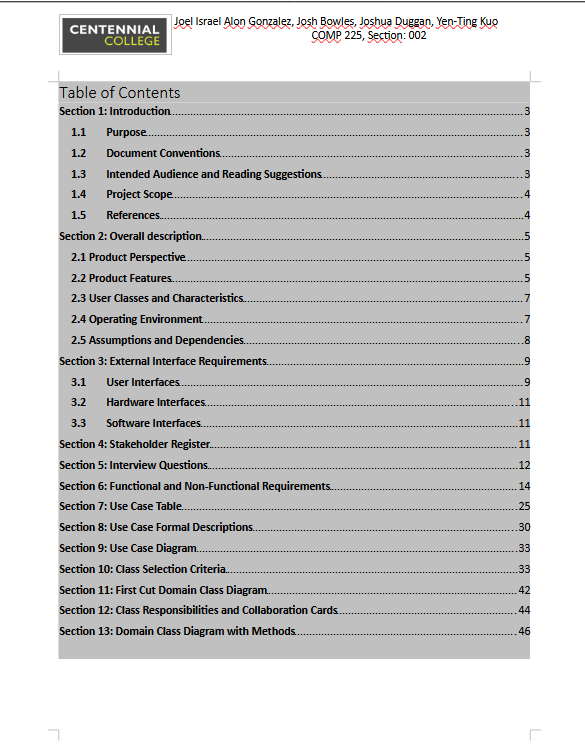 CENTENNIAL
COLLEGE
Joel Israel Alon Gonzalez, Josh Bowles, Joshua Duggan, Yen-Ting Kuo
COMP 225, Section: 002
Table of Contents
Section 1: Introduction 3
1.1 Purpose 3
1.2 Document Conventions 3
1.3 Intended Audience and Reading Suggestions 3
1.4 Project Scope 4
1.5 References 4
Section 2: Overall description 5
2.1 Product Perspective 5
2.2 Product Features 5
2.3 User Classes and Characteristics 7
2.4 Operating Environment 7
2.5 Assumptions and Dependencies 8
Section 3: External Interface Requirements 9
3.1 User Interfaces 9
3.2 Hardware Interfaces 11
3.3 Software Interfaces 11
Section 4: Stakeholder Register 11
Section 5: Interview Questions 12
Section 6: Functional and Non-Functional Requirements 14
Section 7: Use Case Table 25
Section 8: Use Case Formal Descriptions 30
Section 9: Use Case Diagram 33
Section 10: Class Selection Criteria 33
Section 11: First Cut Domain Class Diagram 42
Section 12: Class Responsibilities and Collaboration Cards 44
Section 13: Domain Class Diagram with Methods 46